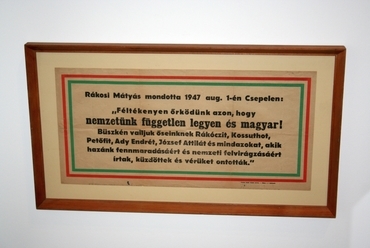 Rákosi Mátyás mondotta 1947 aug. 1-én Csepelen:
„Féltékenyen őrködünk azon, hogy
nemzetünk független legyen és magyar!
Büszkén valljuk őseinknek Rákóczit, Kossuthot,
Petőfit, Ady Endrét, József Attilát és mindazokat, akik
hazánk fennmaradásáért és nemzeti felvirágzásáért
írtak, küzdöttek és vérüket ontották.”